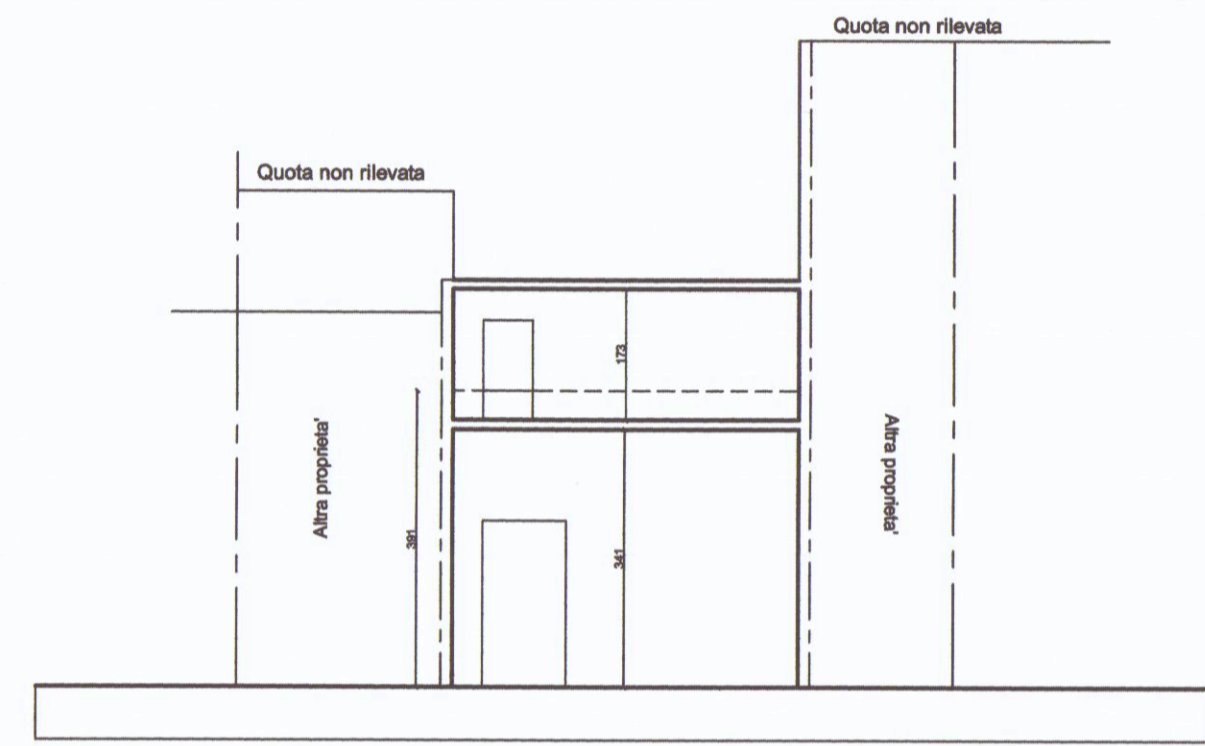 Quota non rilevata
Quota non rilevata
173
Altra proprieta'
391
341
Altra proprieta'